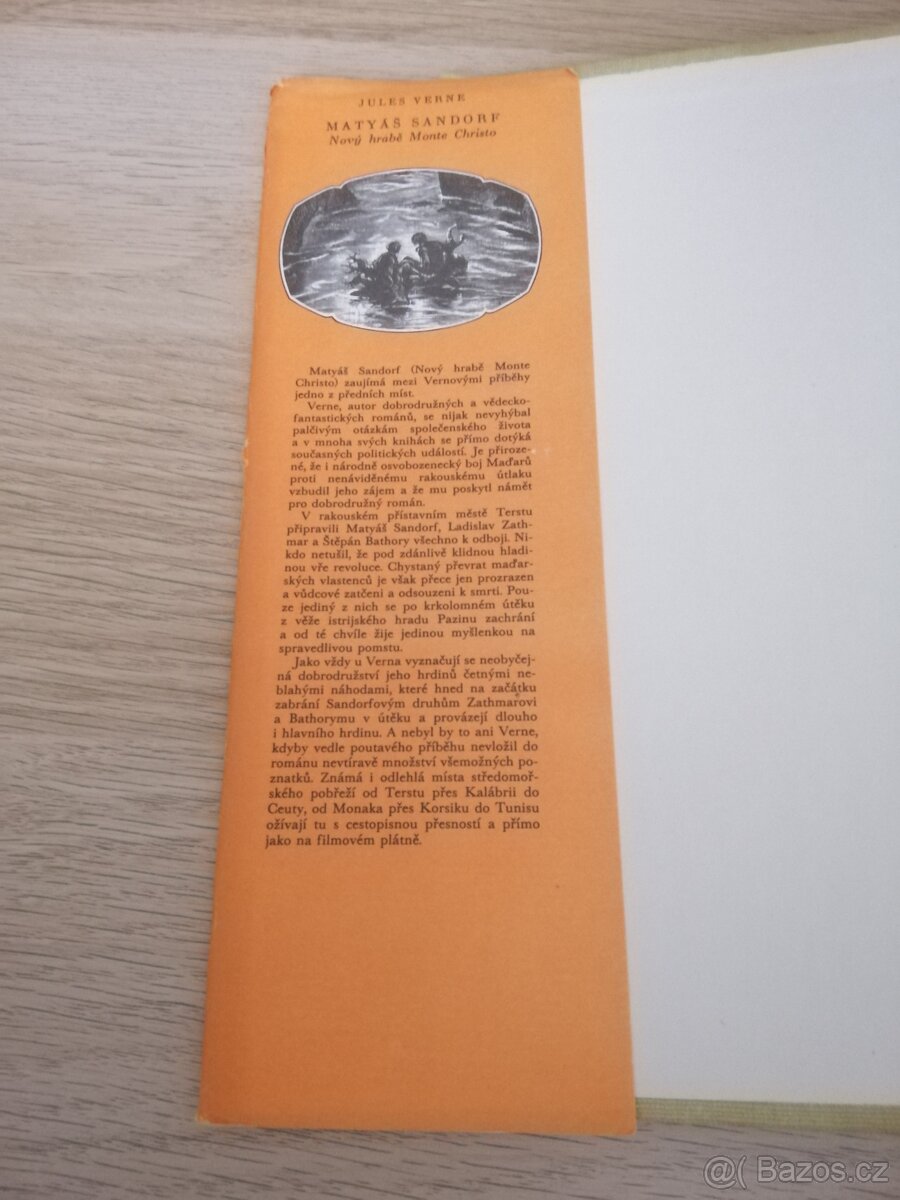 JULES VERNE
MATYÁŠ SANDORF
Nový hrabě Monte Christo
Matyáš Sandorf (Nový hrabě Monte
Christo) zaujímá mezi Vernovými příběhy
jedno z předních míst.
Verne, autor dobrodružných a vědecko-
fantastických románů, se nijak nevyhýbal
palčivým otázkám společenského života
a v mnoha svých knihách se přímo dotýká
současných politických událostí. Je přiroze-
né, že i národně osvobozenecký boj Maďarů
proti nenáviděnému rakouskému útlaku
vzbudil jeho zájem a že mu poskytl námět
pro dobrodružný román.
V rakouském přístavním městě Terstu
připravili Matyáš Sandorf, Ladislav Zath-
mar a Štěpán Bathory všechno k odboji. Ni-
kdo netušil, že pod zdánlivě klidnou hladi-
nou vře revoluce. Chystaný převrat maďar-
ských vlastenců je však přece jen prozrazen
a vůdcové zatčeni a odsouzeni k smrti. Pou-
ze jediný z nich se po krkolomném útěku
z věže istrijského hradu Pazinu zachrání
a od té chvíle žije jedinou myšlenkou na
spravedlivou pomstu.
Jako vždy u Verna vyznačují se neobyčej-
ná dobrodružství jeho hrdinů četnými ne-
blahými náhodami, které hned na začátku
zabrání Sandorfovým druhům Zathmarovi
a Bathorymu v útěku a provázejí dlouho
i hlavního hrdinu. A nebyl by to ani Verne,
kdyby vedle poutavého příběhu nevložil do
románu nevtíravě množství všemožných po-
znatků. Známá i odlehlá místa středomoř-
ského pobřeží od Terstu přes Kalábrii do
Ceuty, od Monaka přes Korsiku do Tunisu
ožívají tu s cestopisnou přesností a přímo
jako na filmovém plátně.
@( Bazos.cz